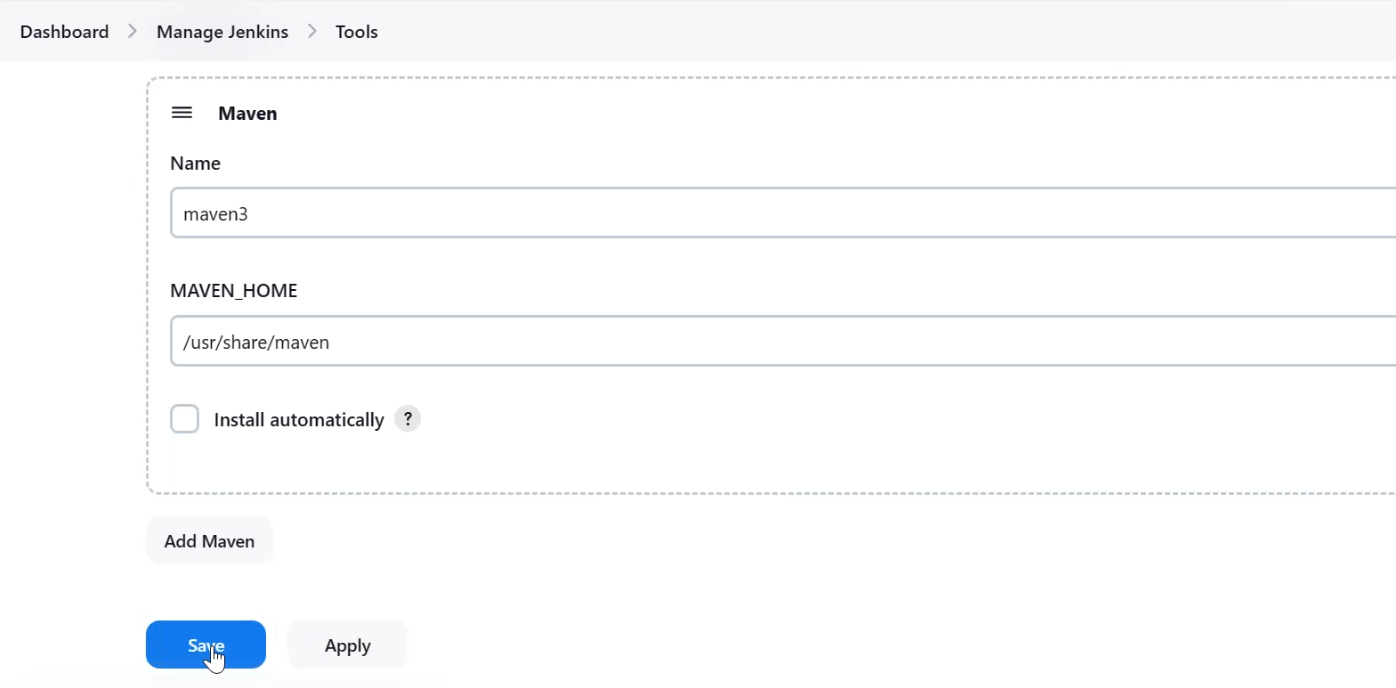 Dashboard > Manage Jenkins > Tools
Maven
Name
maven3
MAVEN_HOME
/usr/share/maven
Install automatically ?
Add Maven
Save Apply